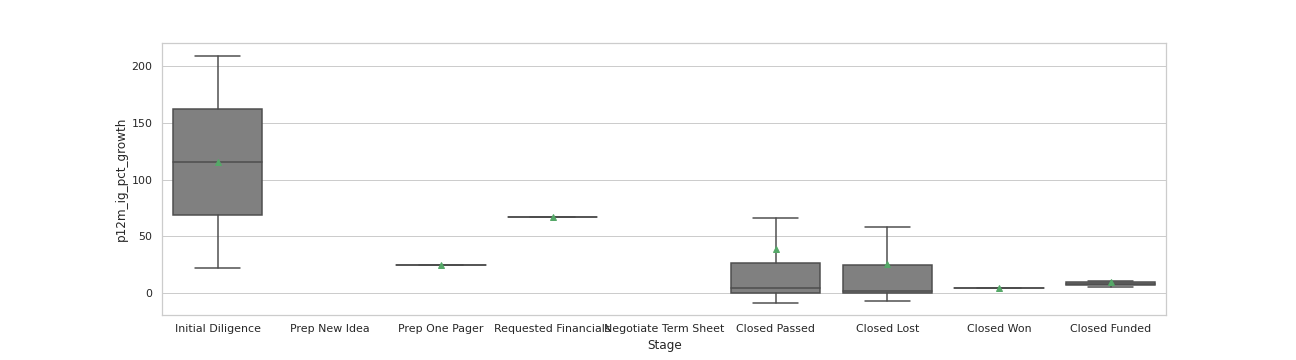 200
150
100
50
0
p12m_ig_pct_growth
Initial Diligence
Prep New Idea
Prep One Pager
Requested Financials
Negotiate Term Sheet
Closed Passed
Closed Lost
Closed Won
Closed Funded
Stage